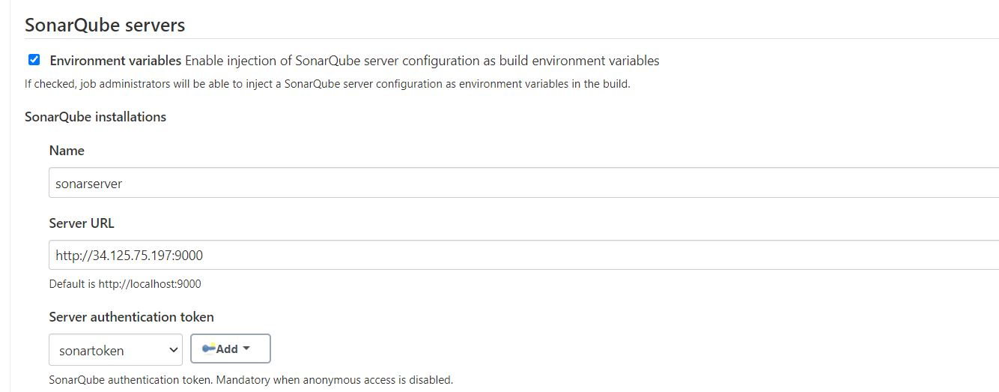 SonarQube servers
Environment variables Enable injection of SonarQube server configuration as build environment variables
If checked, job administrators will be able to inject a SonarQube server configuration as environment variables in the build.
SonarQube installations
Name
sonarserver
Server URL
http://34.125.75.197:9000
Default is http://localhost:9000
Server authentication token
sonartoken Add
SonarQube authentication token. Mandatory when anonymous access is disabled.